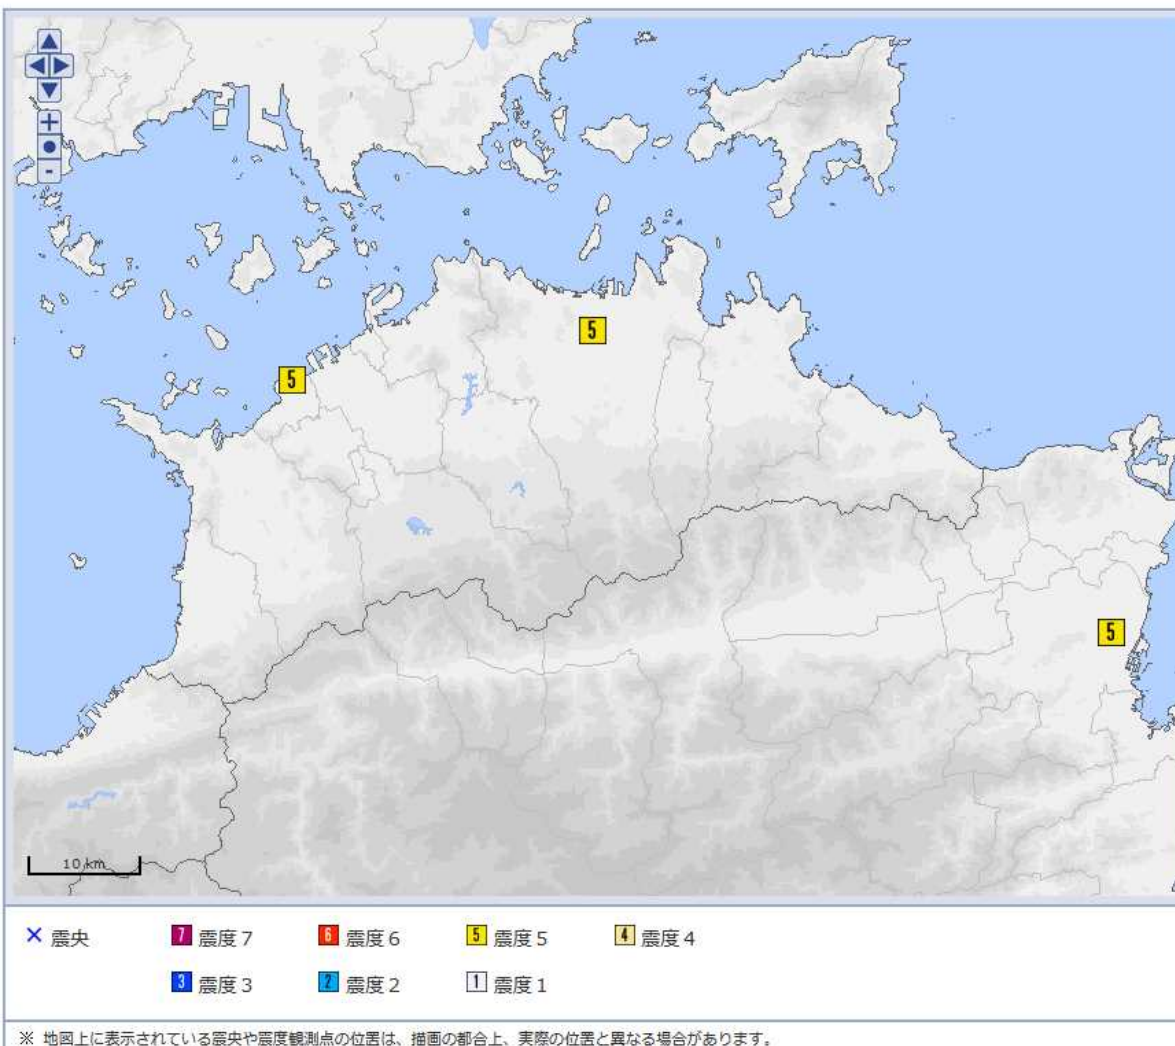 +
-
5
5
5
10 km
× 震央
7 震度７
6 震度６
5 震度５
4 震度４
3 震度３
2 震度２
1 震度１
※ 地図上に表示されている震央や震度観測点の位置は、描画の都合上、実際の位置と異なる場合があります。